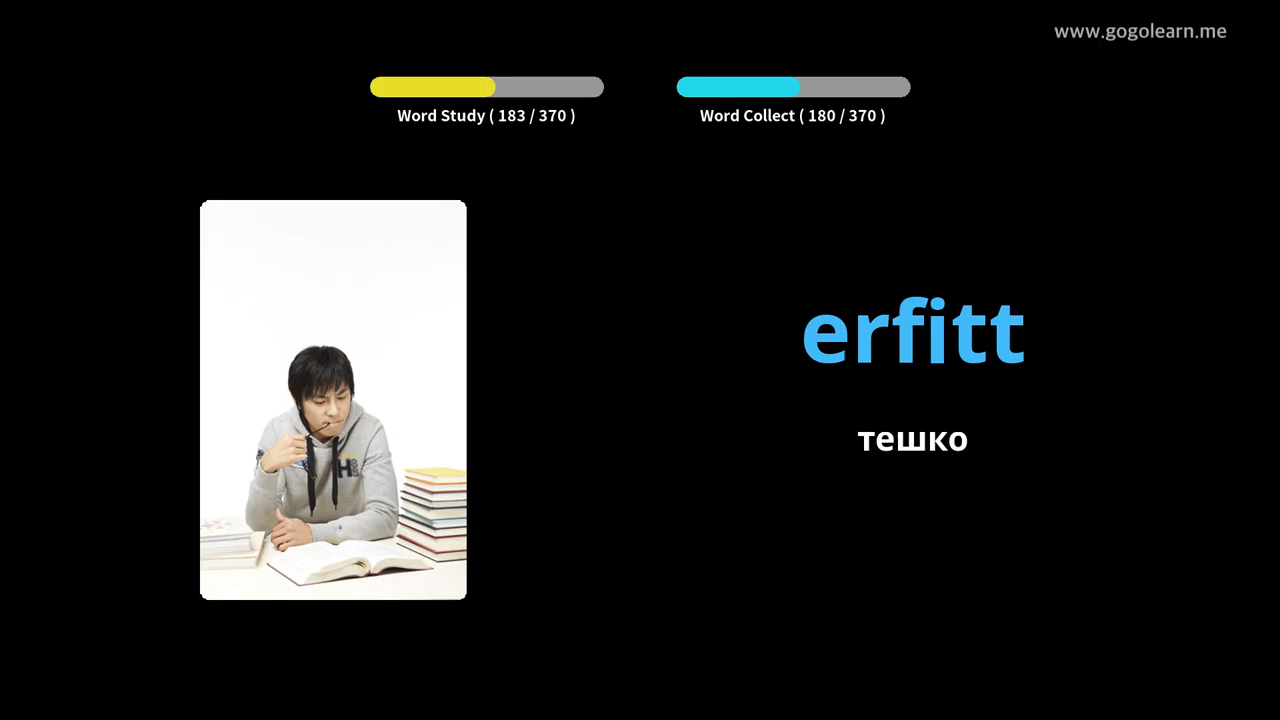 www.gogolearn.me
Word Study ( 183 / 370 )
Word Collect ( 180 / 370 )
erfitt
тешко